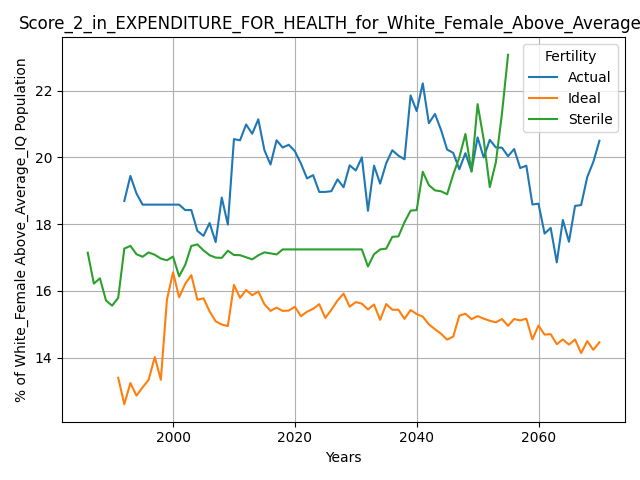 Score_2_in_EXPENDITURE_FOR_HEALTH_for_White_Female_Above_Average
% of White_Female Above_Average_IQ Population
22
20
18
16
14
Fertility
Actual
Ideal
Sterile
2000 2020 2040 2060
Years